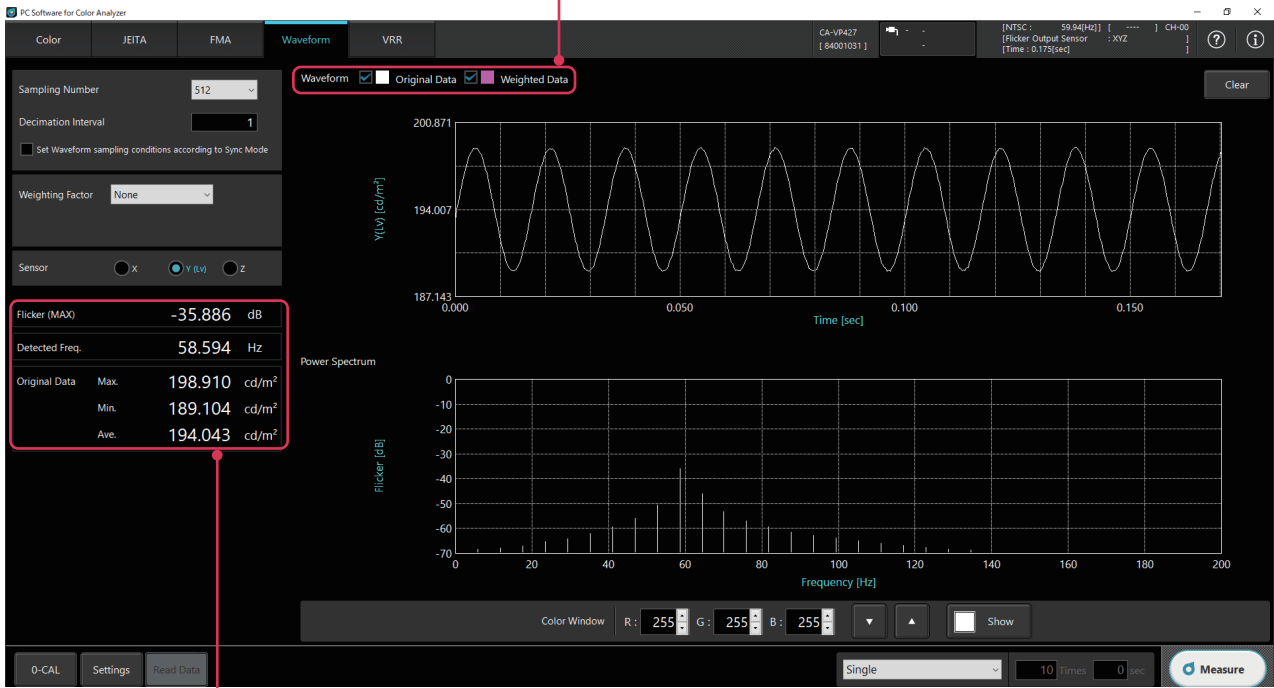 PC Software for Color Analyzer
Color JEITA FMA Waveform VRR
CA-VP427
[ 84001031 ]
- -
-
[NTSC : 59.94[Hz]] [ ---- ] CH-00
[Flicker Output Sensor : XYZ ]
[Time : 0.175[sec] ]
Sampling Number 512
Decimation Interval 1
Set Waveform sampling conditions according to Sync Mode
Weighting Factor None
Sensor X Y (Lv) Z
Flicker (MAX) -35.886 dB
Detected Freq. 58.594 Hz
Original Data Max. 198.910 cd/m²
Min. 189.104 cd/m²
Ave. 194.043 cd/m²
Waveform Original Data Weighted Data
Clear
200.871
194.007
187.143
Y(Lv) [cd/m²]
0.000 0.050 0.100 0.150
Time [sec]
Power Spectrum
0
-10
-20
-30
-40
-50
-60
-70
Flicker [dB]
0 20 40 60 80 100 120 140 160 180 200
Frequency [Hz]
Color Window R : 255 G : 255 B : 255 Show
0-CAL Settings Read Data Single 10 Times 0 sec Measure